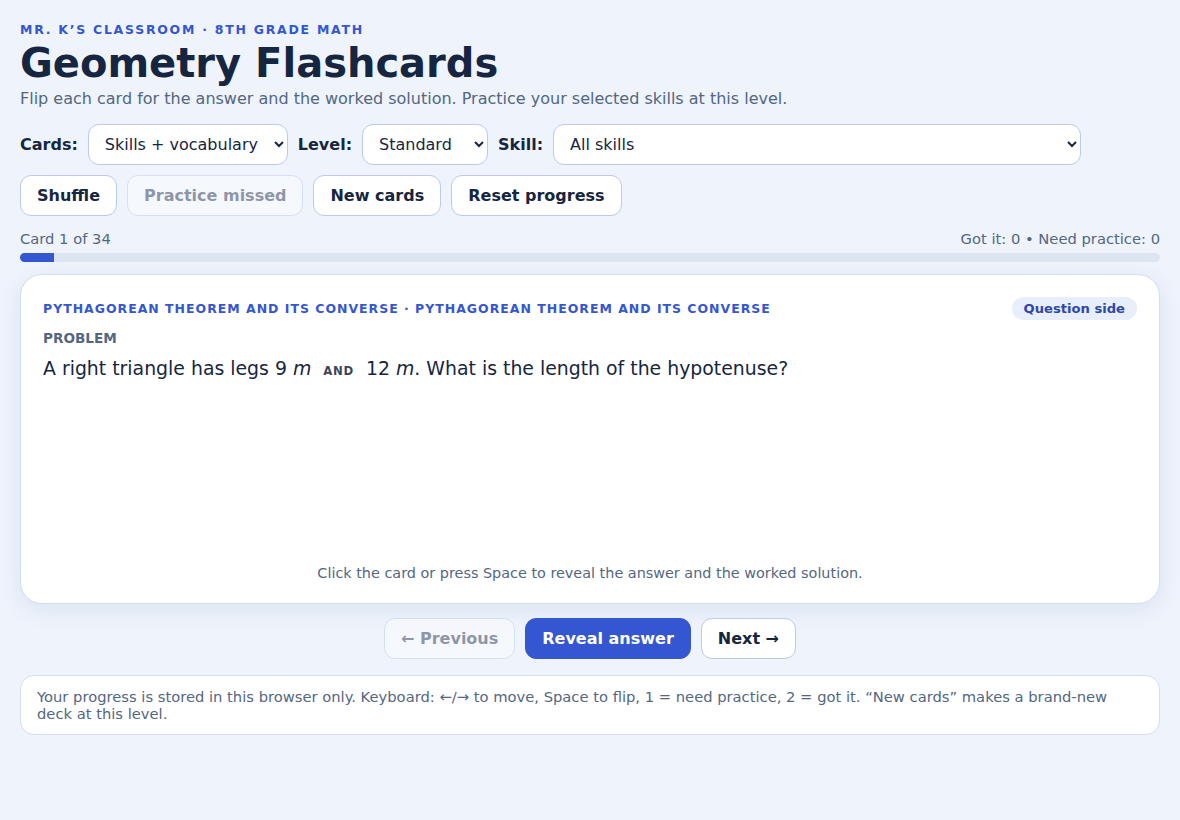 MR. K’S CLASSROOM · 8TH GRADE MATH
Geometry Flashcards
Flip each card for the answer and the worked solution. Practice your selected skills at this level.
Cards: Skills + vocabulary Level: Standard Skill: All skills
Shuffle Practice missed New cards Reset progress
Card 1 of 34 Got it: 0 • Need practice: 0
PYTHAGOREAN THEOREM AND ITS CONVERSE · PYTHAGOREAN THEOREM AND ITS CONVERSE Question side
PROBLEM
A right triangle has legs 9 m AND 12 m. What is the length of the hypotenuse?
Click the card or press Space to reveal the answer and the worked solution.
← Previous Reveal answer Next →
Your progress is stored in this browser only. Keyboard: ←/→ to move, Space to flip, 1 = need practice, 2 = got it. “New cards” makes a brand-new
deck at this level.